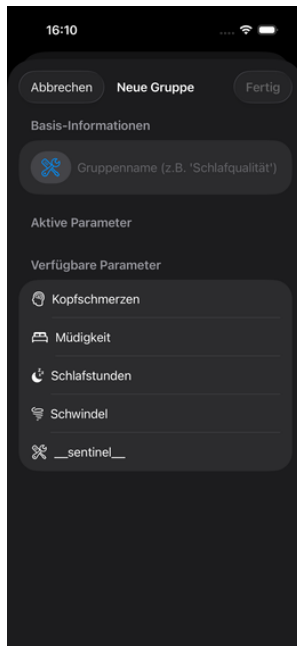 16:10
Abbrechen Neue Gruppe Fertig
Basis-Informationen
Gruppenname (z.B. 'Schlafqualität')
Aktive Parameter
Verfügbare Parameter
Kopfschmerzen
Müdigkeit
Schlafstunden
Schwindel
__sentinel__